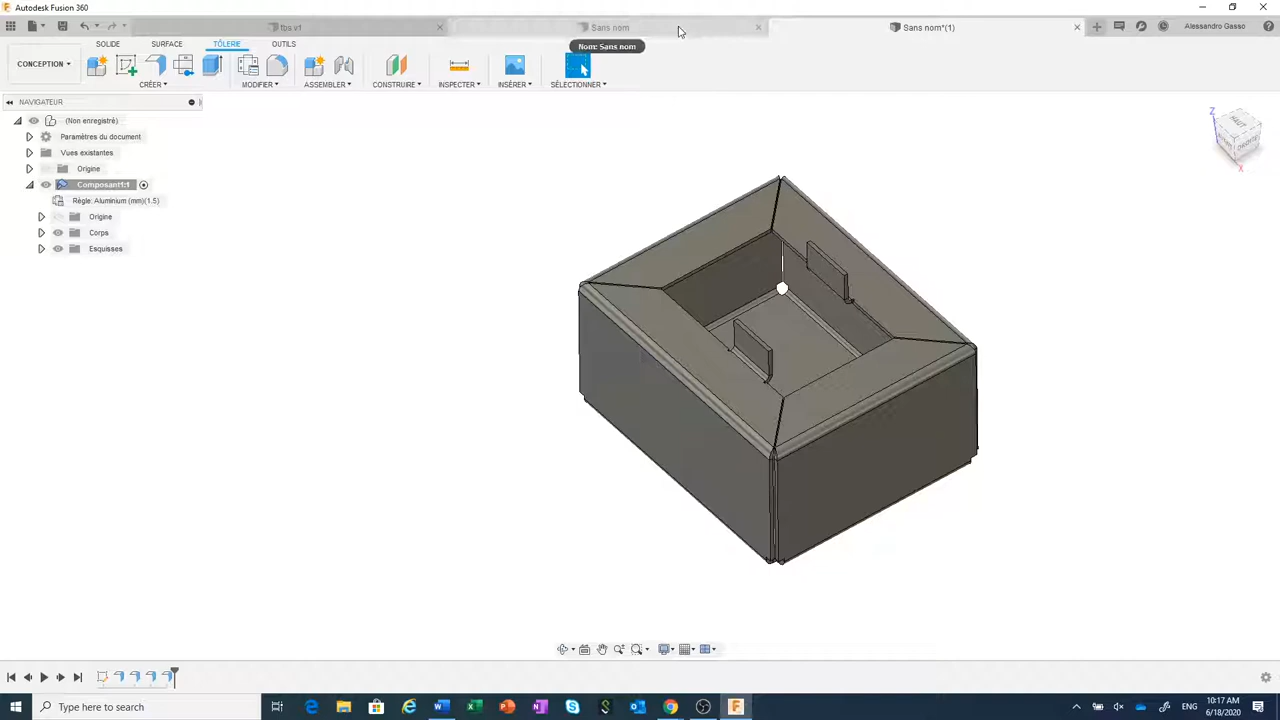 Autodesk Fusion 360
fbs v1
Sans nom
Sans nom*(1)
Alessandro Gasso
SOLIDE
SURFACE
TÔLERIE
OUTILS
Nom: Sans nom
CONCEPTION
CRÉER
MODIFIER
ASSEMBLER
CONSTRUIRE
INSPECTER
INSÉRER
SÉLECTIONNER
NAVIGATEUR
(Non enregistré)
Paramètres du document
Vues existantes
Origine
Composant1:1
Règle: Aluminium (mm)(1.5)
Origine
Corps
Esquisses
Z
X
Type here to search
ENG
10:17 AM
6/18/2020